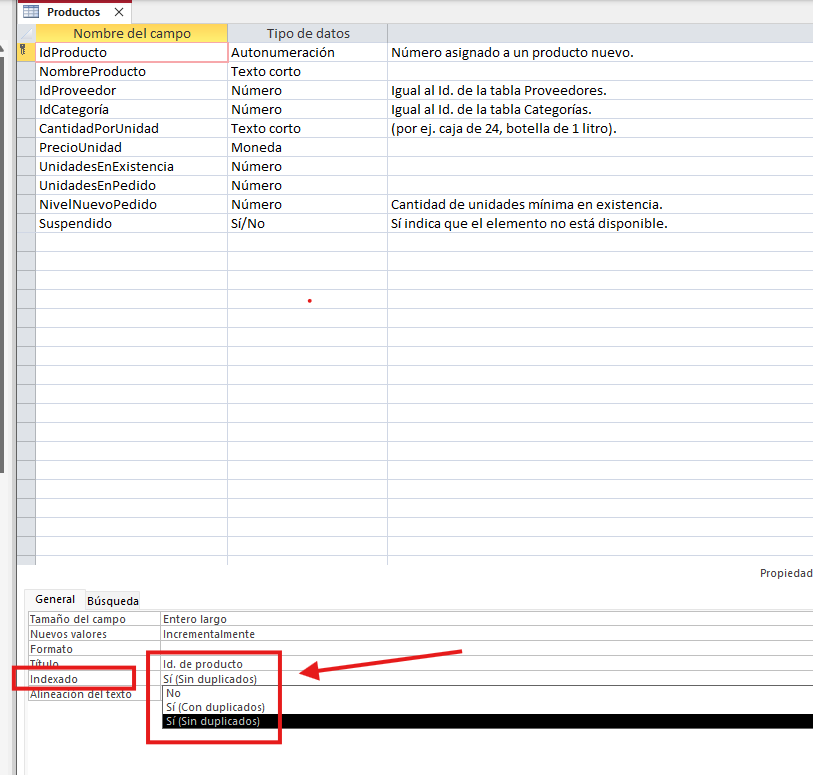 Productos
Nombre del campo Tipo de datos
IdProducto Autonumeración Número asignado a un producto nuevo.
NombreProducto Texto corto
IdProveedor Número Igual al Id. de la tabla Proveedores.
IdCategoría Número Igual al Id. de la tabla Categorías.
CantidadPorUnidad Texto corto (por ej. caja de 24, botella de 1 litro).
PrecioUnidad Moneda
UnidadesEnExistencia Número
UnidadesEnPedido Número
NivelNuevoPedido Número Cantidad de unidades mínima en existencia.
Suspendido Sí/No Sí indica que el elemento no está disponible.
Propiedad
General Búsqueda
Tamaño del campo Entero largo
Nuevos valores Incrementalmente
Formato
Título Id. de producto
Indexado Sí (Sin duplicados)
Alineación del texto No
Sí (Con duplicados)
Sí (Sin duplicados)